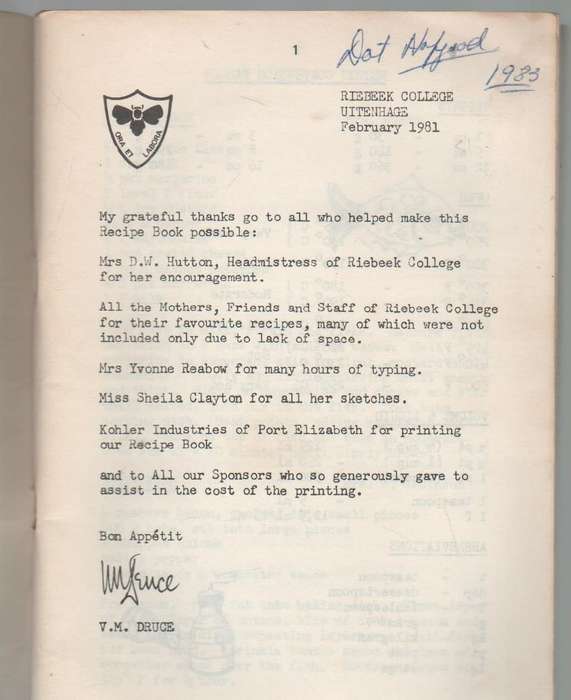 1
Dot Hapgood
1983
ORA ET LABORA
RIEBEEK COLLEGE
UITENHAGE
February 1981
My grateful thanks go to all who helped make this
Recipe Book possible:
Mrs D.W. Hutton, Headmistress of Riebeek College
for her encouragement.
All the Mothers, Friends and Staff of Riebeek College
for their favourite recipes, many of which were not
included only due to lack of space.
Mrs Yvonne Reabow for many hours of typing.
Miss Sheila Clayton for all her sketches.
Kohler Industries of Port Elizabeth for printing
our Recipe Book
and to All our Sponsors who so generously gave to
assist in the cost of the printing.
Bon Appétit
V.M. DRUCE